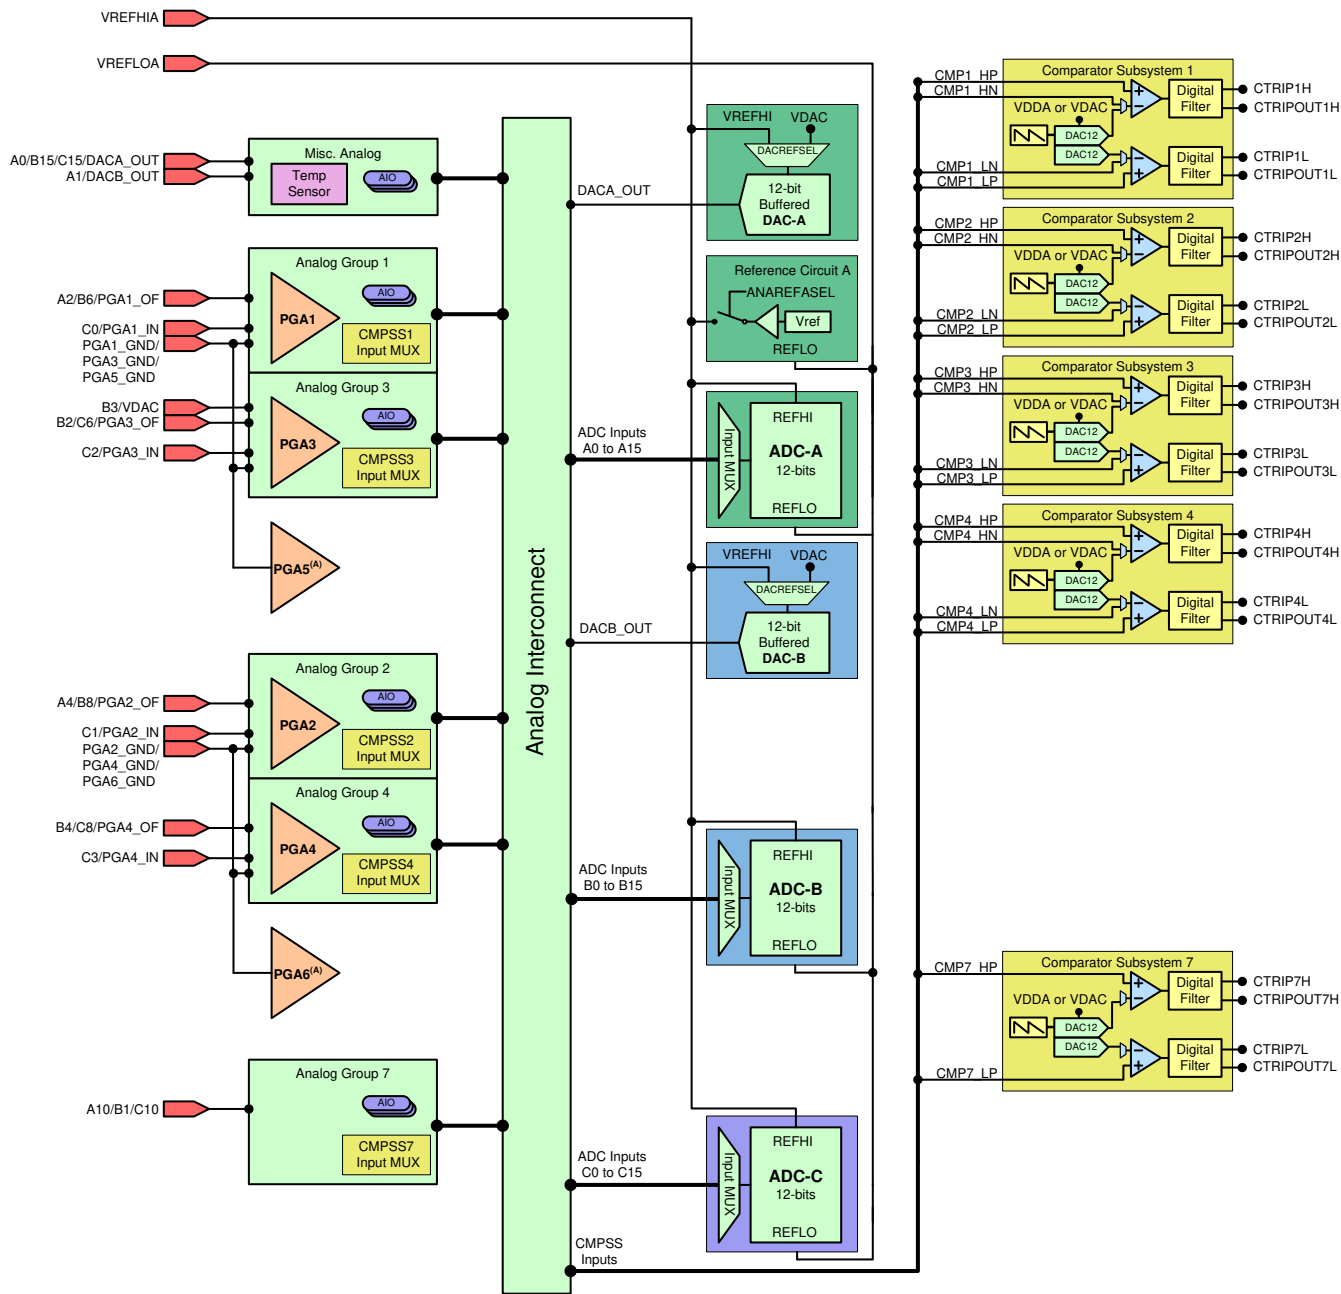 VREFHIA
VREFLOA
A0/B15/C15/DACA_OUT
A1/DACB_OUT
Misc. Analog
Temp
Sensor
AIO
A2/B6/PGA1_OF
C0/PGA1_IN
PGA1_GND/
PGA3_GND/
PGA5_GND
Analog Group 1
PGA1
AIO
CMPSS1
Input MUX
B3/VDAC
B2/C6/PGA3_OF
C2/PGA3_IN
Analog Group 3
PGA3
AIO
CMPSS3
Input MUX
PGA5(A)
A4/B8/PGA2_OF
C1/PGA2_IN
PGA2_GND/
PGA4_GND/
PGA6_GND
Analog Group 2
PGA2
AIO
CMPSS2
Input MUX
B4/C8/PGA4_OF
C3/PGA4_IN
Analog Group 4
PGA4
AIO
CMPSS4
Input MUX
PGA6(A)
A10/B1/C10
Analog Group 7
AIO
CMPSS7
Input MUX
Analog Interconnect
DACA_OUT
VREFHI
VDAC
DACREFSEL
12-bit
Buffered
DAC-A
Reference Circuit A
ANAREFASEL
Vref
REFLO
ADC Inputs
A0 to A15
Input MUX
REFHI
ADC-A
12-bits
REFLO
DACB_OUT
VREFHI
VDAC
DACREFSEL
12-bit
Buffered
DAC-B
ADC Inputs
B0 to B15
Input MUX
REFHI
ADC-B
12-bits
REFLO
ADC Inputs
C0 to C15
Input MUX
REFHI
ADC-C
12-bits
REFLO
CMPSS
Inputs
CMP1_HP
CMP1_HN
CMP1_LN
CMP1_LP
Comparator Subsystem 1
VDDA or VDAC
DAC12
DAC12
Digital
Filter
Digital
Filter
CTRIP1H
CTRIPOUT1H
CTRIP1L
CTRIPOUT1L
CMP2_HP
CMP2_HN
CMP2_LN
CMP2_LP
Comparator Subsystem 2
VDDA or VDAC
DAC12
DAC12
Digital
Filter
Digital
Filter
CTRIP2H
CTRIPOUT2H
CTRIP2L
CTRIPOUT2L
CMP3_HP
CMP3_HN
CMP3_LN
CMP3_LP
Comparator Subsystem 3
VDDA or VDAC
DAC12
DAC12
Digital
Filter
Digital
Filter
CTRIP3H
CTRIPOUT3H
CTRIP3L
CTRIPOUT3L
CMP4_HP
CMP4_HN
CMP4_LN
CMP4_LP
Comparator Subsystem 4
VDDA or VDAC
DAC12
DAC12
Digital
Filter
Digital
Filter
CTRIP4H
CTRIPOUT4H
CTRIP4L
CTRIPOUT4L
CMP7_HP
CMP7_LP
Comparator Subsystem 7
VDDA or VDAC
DAC12
DAC12
Digital
Filter
Digital
Filter
CTRIP7H
CTRIPOUT7H
CTRIP7L
CTRIPOUT7L